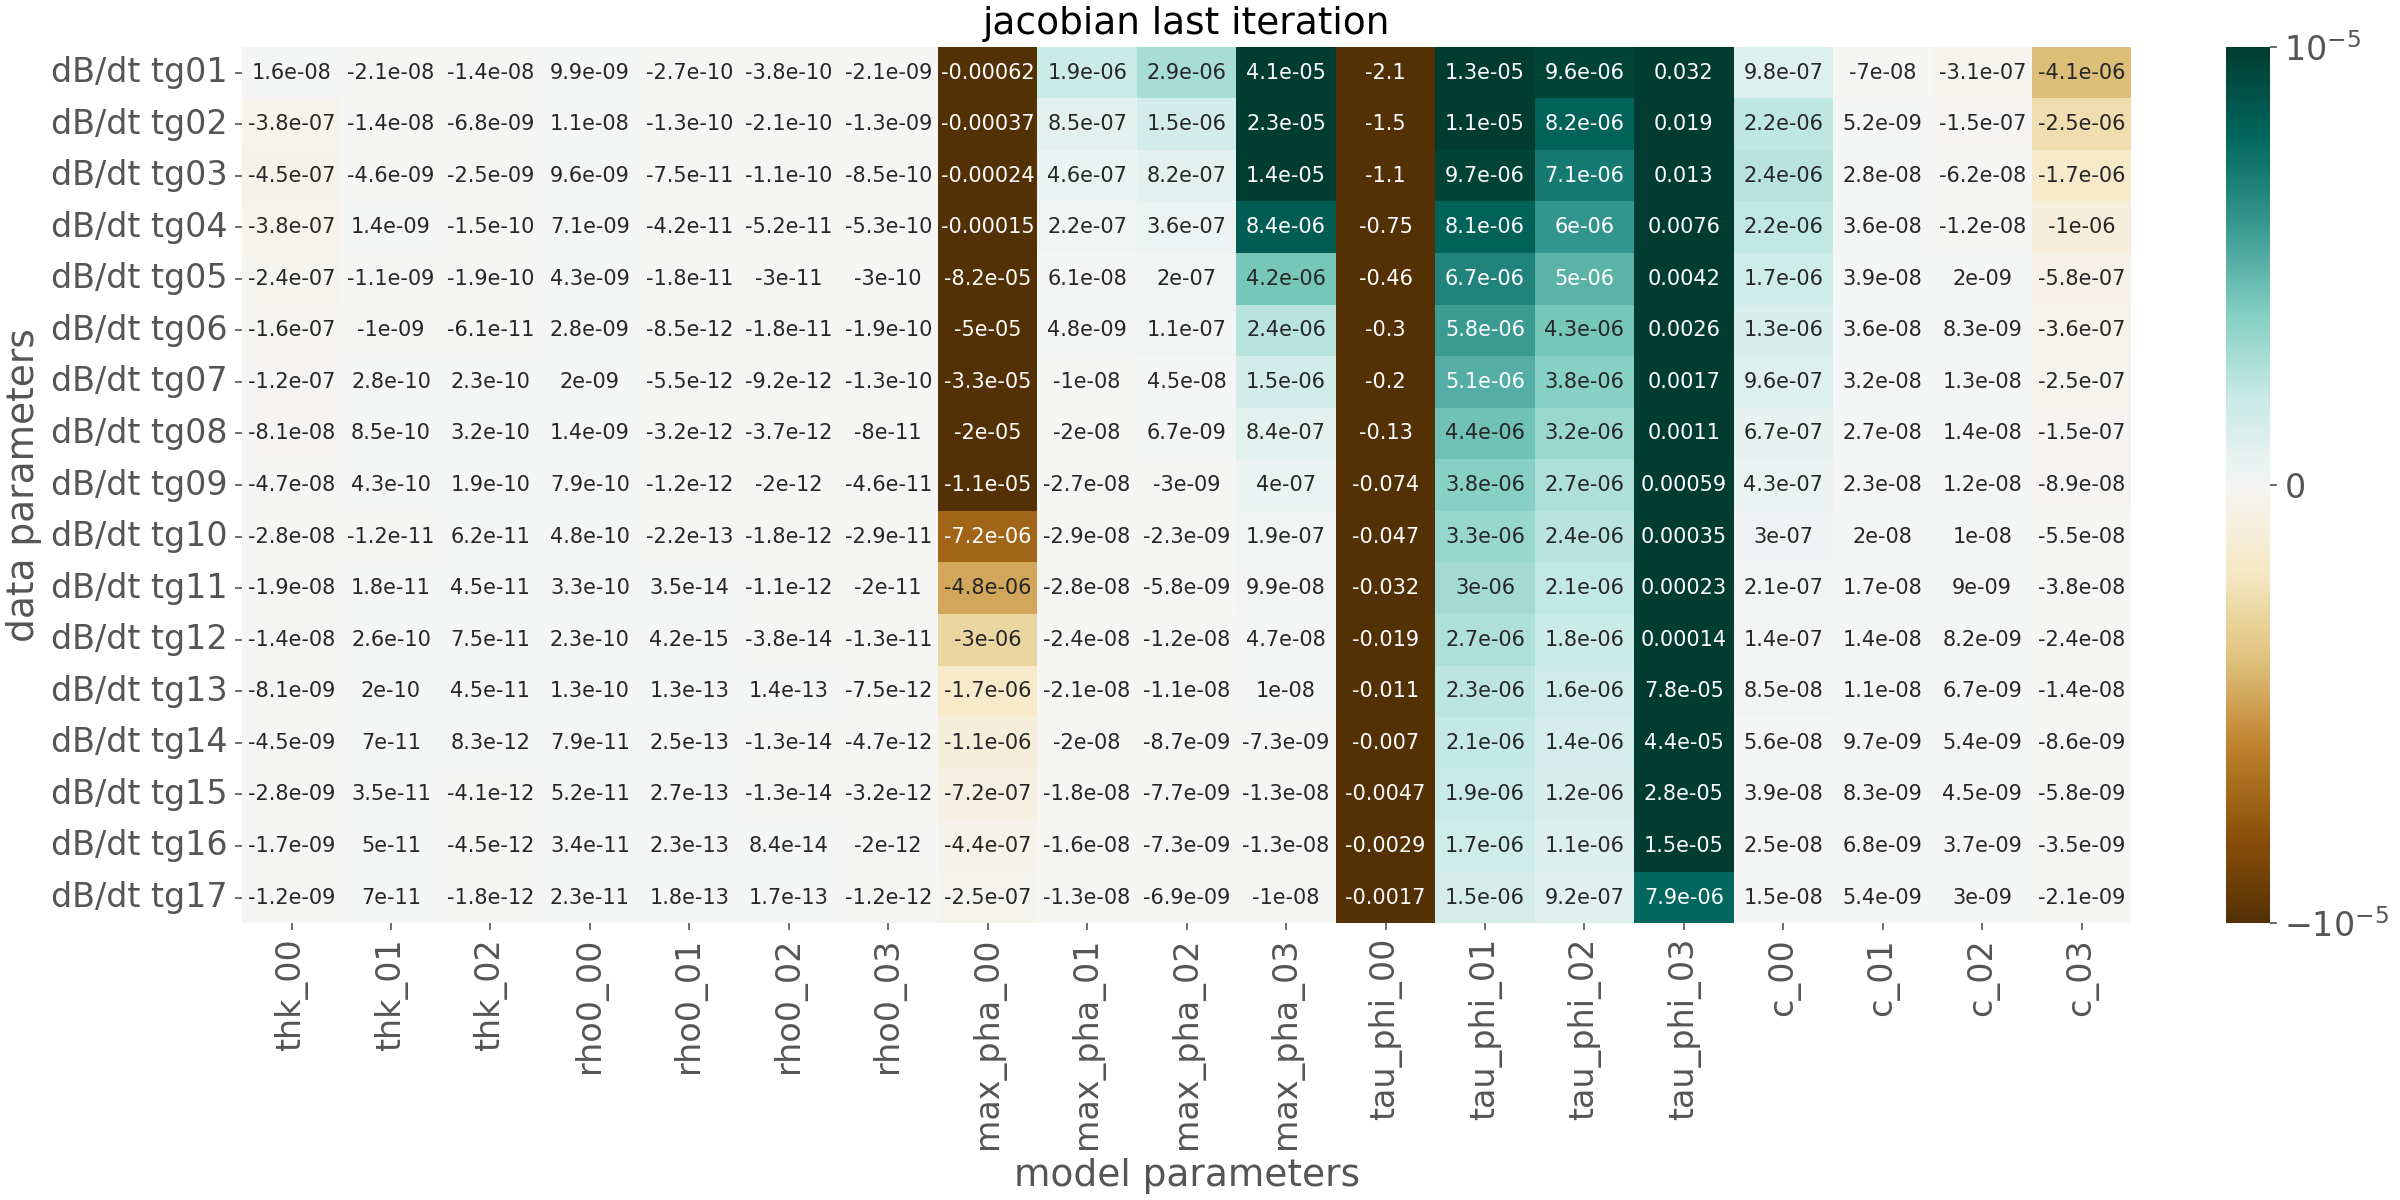 jacobian last iteration
dB/dt tg01 1.6e-08 -2.1e-08 -1.4e-08 9.9e-09 -2.7e-10 -3.8e-10 -2.1e-09 -0.00062 1.9e-06 2.9e-06 4.1e-05 -2.1 1.3e-05 9.6e-06 0.032 9.8e-07 -7e-08 -3.1e-07 -4.1e-06
dB/dt tg02 -3.8e-07 -1.4e-08 -6.8e-09 1.1e-08 -1.3e-10 -2.1e-10 -1.3e-09 -0.00037 8.5e-07 1.5e-06 2.3e-05 -1.5 1.1e-05 8.2e-06 0.019 2.2e-06 5.2e-09 -1.5e-07 -2.5e-06
dB/dt tg03 -4.5e-07 -4.6e-09 -2.5e-09 9.6e-09 -7.5e-11 -1.1e-10 -8.5e-10 -0.00024 4.6e-07 8.2e-07 1.4e-05 -1.1 9.7e-06 7.1e-06 0.013 2.4e-06 2.8e-08 -6.2e-08 -1.7e-06
dB/dt tg04 -3.8e-07 1.4e-09 -1.5e-10 7.1e-09 -4.2e-11 -5.2e-11 -5.3e-10 -0.00015 2.2e-07 3.6e-07 8.4e-06 -0.75 8.1e-06 6e-06 0.0076 2.2e-06 3.6e-08 -1.2e-08 -1e-06
dB/dt tg05 -2.4e-07 -1.1e-09 -1.9e-10 4.3e-09 -1.8e-11 -3e-11 -3e-10 -8.2e-05 6.1e-08 2e-07 4.2e-06 -0.46 6.7e-06 5e-06 0.0042 1.7e-06 3.9e-08 2e-09 -5.8e-07
dB/dt tg06 -1.6e-07 -1e-09 -6.1e-11 2.8e-09 -8.5e-12 -1.8e-11 -1.9e-10 -5e-05 4.8e-09 1.1e-07 2.4e-06 -0.3 5.8e-06 4.3e-06 0.0026 1.3e-06 3.6e-08 8.3e-09 -3.6e-07
dB/dt tg07 -1.2e-07 2.8e-10 2.3e-10 2e-09 -5.5e-12 -9.2e-12 -1.3e-10 -3.3e-05 -1e-08 4.5e-08 1.5e-06 -0.2 5.1e-06 3.8e-06 0.0017 9.6e-07 3.2e-08 1.3e-08 -2.5e-07
dB/dt tg08 -8.1e-08 8.5e-10 3.2e-10 1.4e-09 -3.2e-12 -3.7e-12 -8e-11 -2e-05 -2e-08 6.7e-09 8.4e-07 -0.13 4.4e-06 3.2e-06 0.0011 6.7e-07 2.7e-08 1.4e-08 -1.5e-07
dB/dt tg09 -4.7e-08 4.3e-10 1.9e-10 7.9e-10 -1.2e-12 -2e-12 -4.6e-11 -1.1e-05 -2.7e-08 -3e-09 4e-07 -0.074 3.8e-06 2.7e-06 0.00059 4.3e-07 2.3e-08 1.2e-08 -8.9e-08
dB/dt tg10 -2.8e-08 -1.2e-11 6.2e-11 4.8e-10 -2.2e-13 -1.8e-12 -2.9e-11 -7.2e-06 -2.9e-08 -2.3e-09 1.9e-07 -0.047 3.3e-06 2.4e-06 0.00035 3e-07 2e-08 1e-08 -5.5e-08
dB/dt tg11 -1.9e-08 1.8e-11 4.5e-11 3.3e-10 3.5e-14 -1.1e-12 -2e-11 -4.8e-06 -2.8e-08 -5.8e-09 9.9e-08 -0.032 3e-06 2.1e-06 0.00023 2.1e-07 1.7e-08 9e-09 -3.8e-08
dB/dt tg12 -1.4e-08 2.6e-10 7.5e-11 2.3e-10 4.2e-15 -3.8e-14 -1.3e-11 -3e-06 -2.4e-08 -1.2e-08 4.7e-08 -0.019 2.7e-06 1.8e-06 0.00014 1.4e-07 1.4e-08 8.2e-09 -2.4e-08
dB/dt tg13 -8.1e-09 2e-10 4.5e-11 1.3e-10 1.3e-13 1.4e-13 -7.5e-12 -1.7e-06 -2.1e-08 -1.1e-08 1e-08 -0.011 2.3e-06 1.6e-06 7.8e-05 8.5e-08 1.1e-08 6.7e-09 -1.4e-08
dB/dt tg14 -4.5e-09 7e-11 8.3e-12 7.9e-11 2.5e-13 -1.3e-14 -4.7e-12 -1.1e-06 -2e-08 -8.7e-09 -7.3e-09 -0.007 2.1e-06 1.4e-06 4.4e-05 5.6e-08 9.7e-09 5.4e-09 -8.6e-09
dB/dt tg15 -2.8e-09 3.5e-11 -4.1e-12 5.2e-11 2.7e-13 -1.3e-14 -3.2e-12 -7.2e-07 -1.8e-08 -7.7e-09 -1.3e-08 -0.0047 1.9e-06 1.2e-06 2.8e-05 3.9e-08 8.3e-09 4.5e-09 -5.8e-09
dB/dt tg16 -1.7e-09 5e-11 -4.5e-12 3.4e-11 2.3e-13 8.4e-14 -2e-12 -4.4e-07 -1.6e-08 -7.3e-09 -1.3e-08 -0.0029 1.7e-06 1.1e-06 1.5e-05 2.5e-08 6.8e-09 3.7e-09 -3.5e-09
dB/dt tg17 -1.2e-09 7e-11 -1.8e-12 2.3e-11 1.8e-13 1.7e-13 -1.2e-12 -2.5e-07 -1.3e-08 -6.9e-09 -1e-08 -0.0017 1.5e-06 9.2e-07 7.9e-06 1.5e-08 5.4e-09 3e-09 -2.1e-09
thk_00 thk_01 thk_02 rho0_00 rho0_01 rho0_02 rho0_03 max_pha_00 max_pha_01 max_pha_02 max_pha_03 tau_phi_00 tau_phi_01 tau_phi_02 tau_phi_03 c_00 c_01 c_02 c_03
model parameters
data parameters
10⁻⁵
0
−10⁻⁵